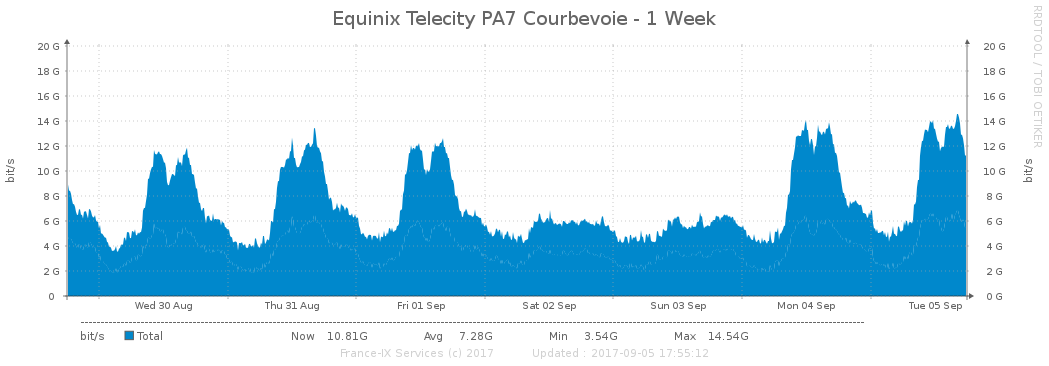 Equinix Telecity PA7 Courbevoie - 1 Week
RRDTOOL / TOBI OETIKER
bit/s
20 G 20 G
18 G 18 G
16 G 16 G
14 G 14 G
12 G 12 G
10 G 10 G
8 G 8 G
6 G 6 G
4 G 4 G
2 G 2 G
0 0 G
bit/s
Wed 30 Aug Thu 31 Aug Fri 01 Sep Sat 02 Sep Sun 03 Sep Mon 04 Sep Tue 05 Sep
bit/s Total Now 10.81G Avg 7.28G Min 3.54G Max 14.54G
France-IX Services (c) 2017 Updated : 2017-09-05 17:55:12